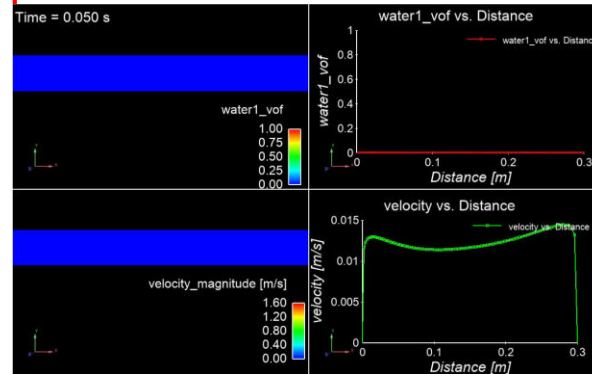 Time = 0.050 s
water1_vof
1.00
0.75
0.50
0.25
0.00
water1_vof vs. Distance
water1_vof vs. Distance
water1_vof
1
0.8
0.6
0.4
0.2
0
0
0.1
0.2
0.3
Distance [m]
velocity_magnitude [m/s]
1.60
1.20
0.80
0.40
0.00
velocity vs. Distance
velocity vs. Distance
velocity [m/s]
0.015
0.01
0.005
0
0
0.1
0.2
0.3
Distance [m]